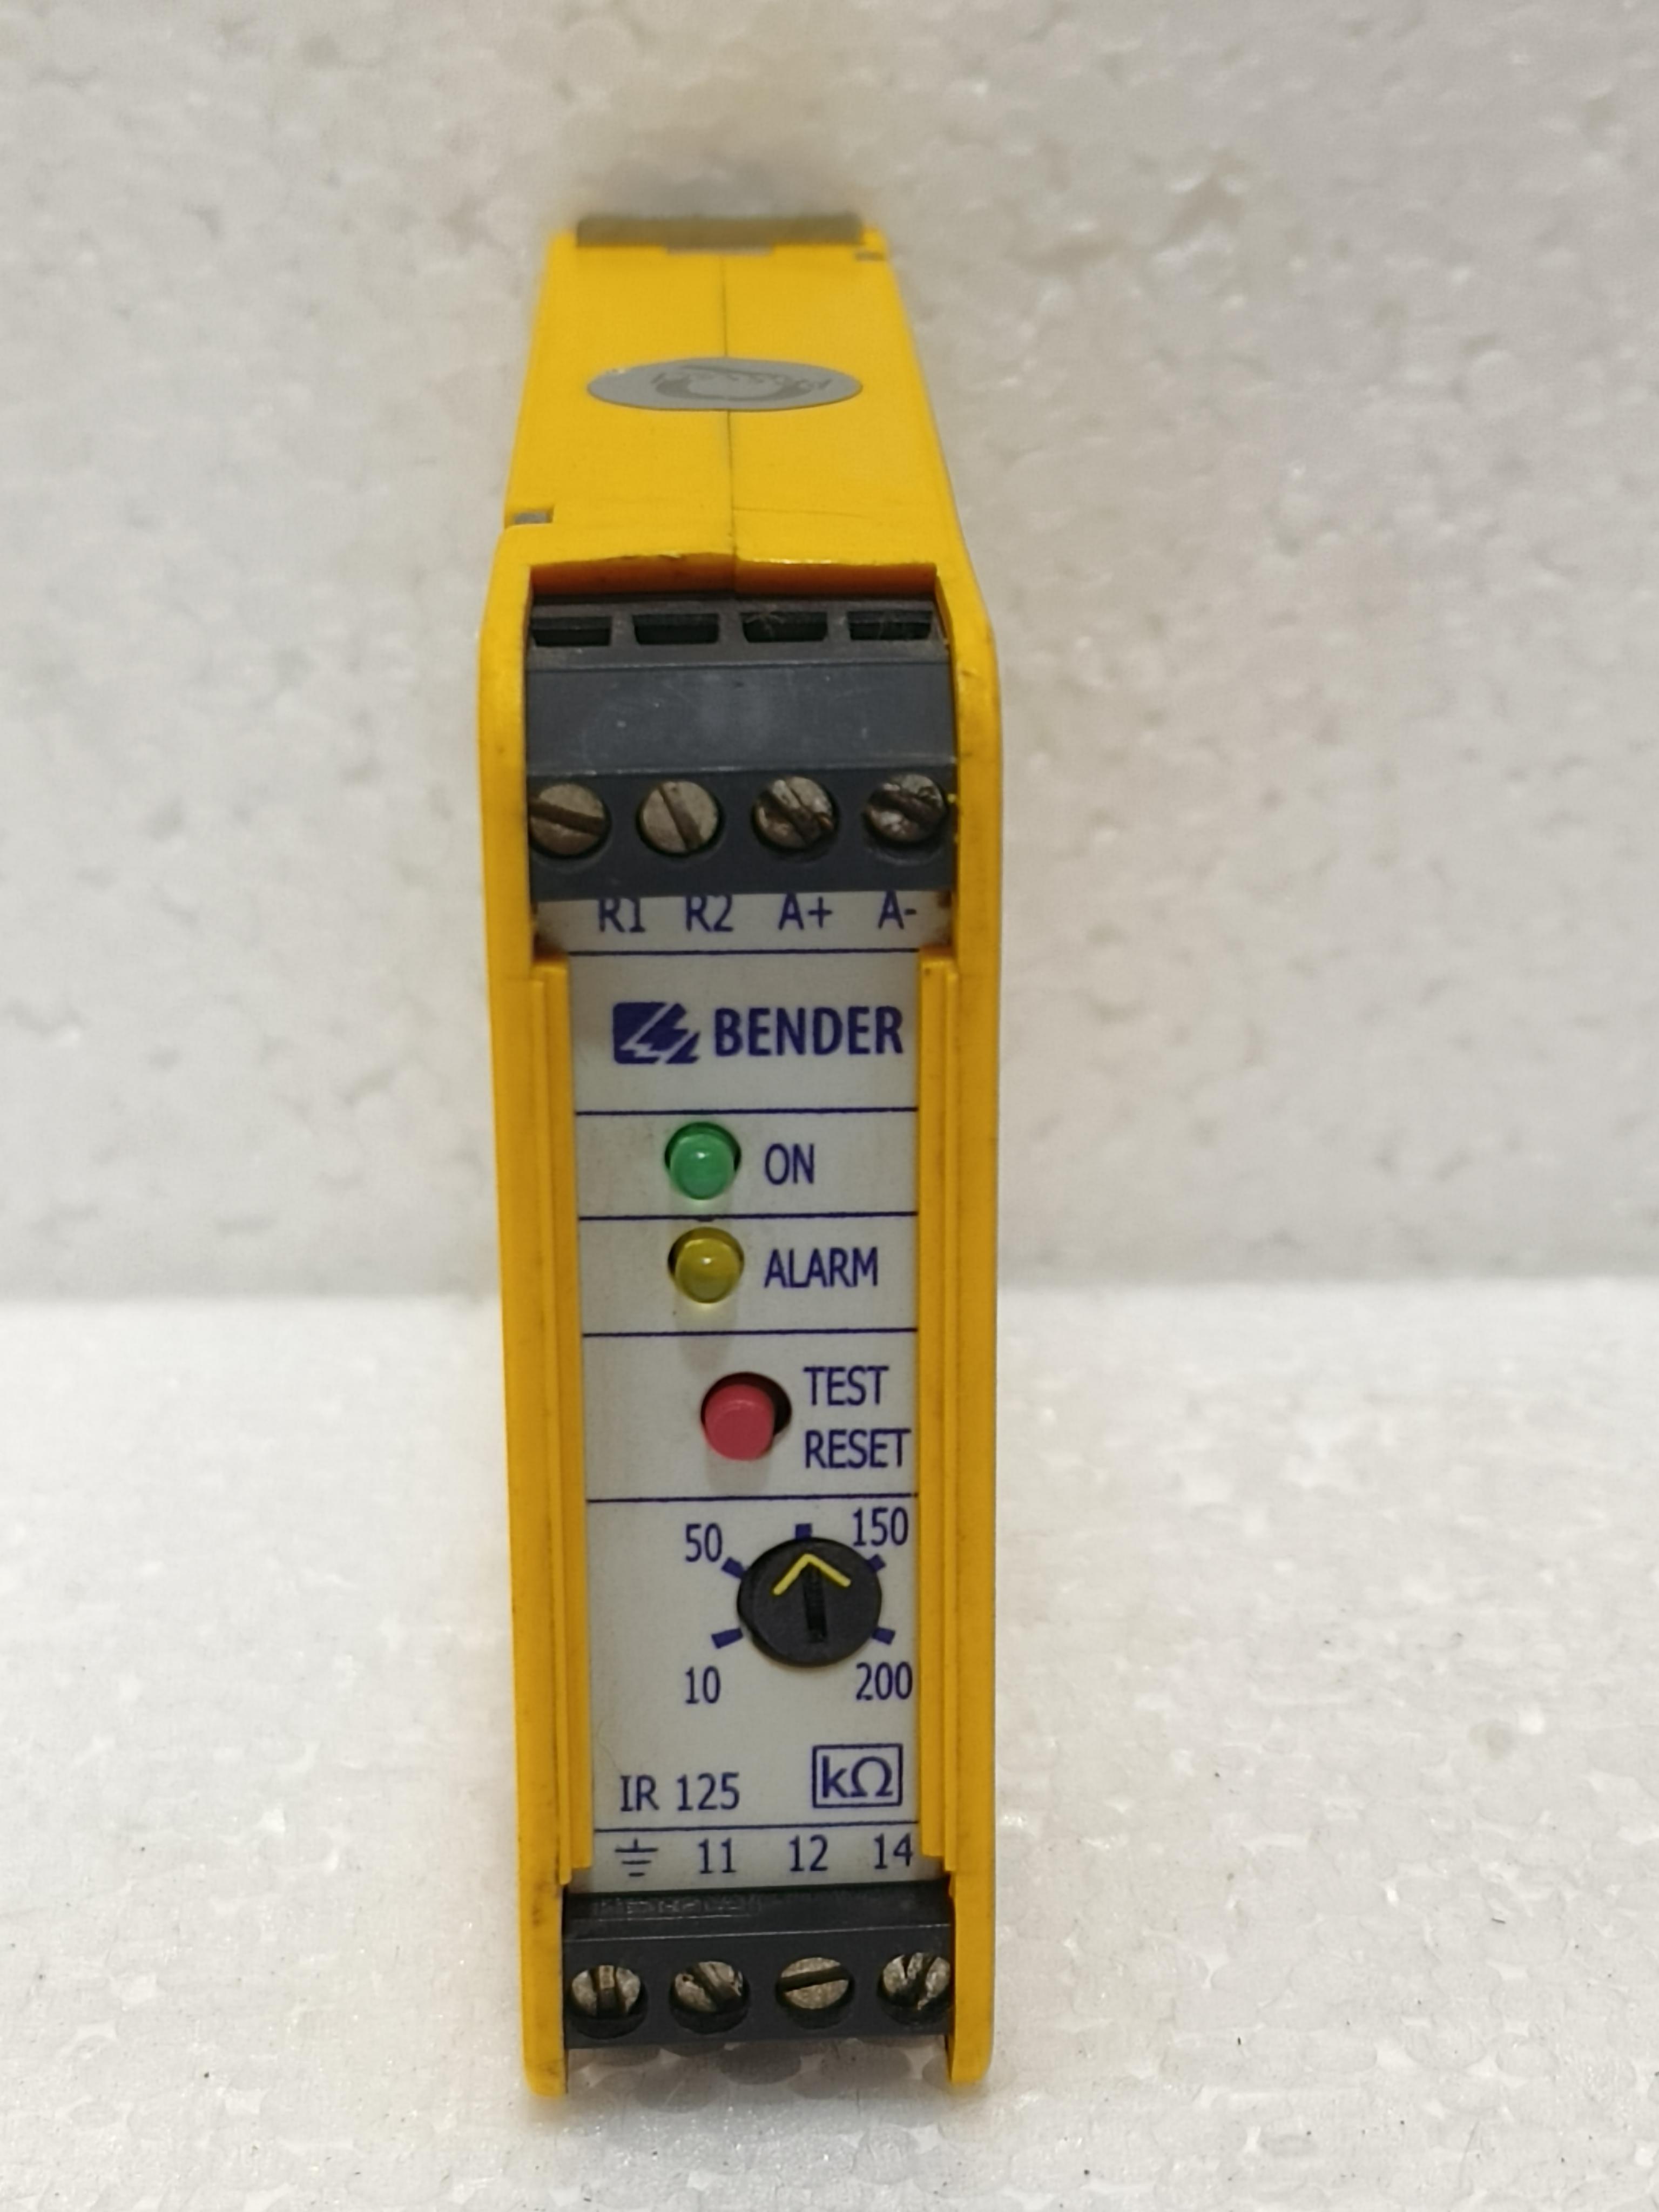 R1 R2 A+ A-
BENDER
ON
ALARM
TEST
RESET
50 150
10 200
IR 125 kΩ
11 12 14